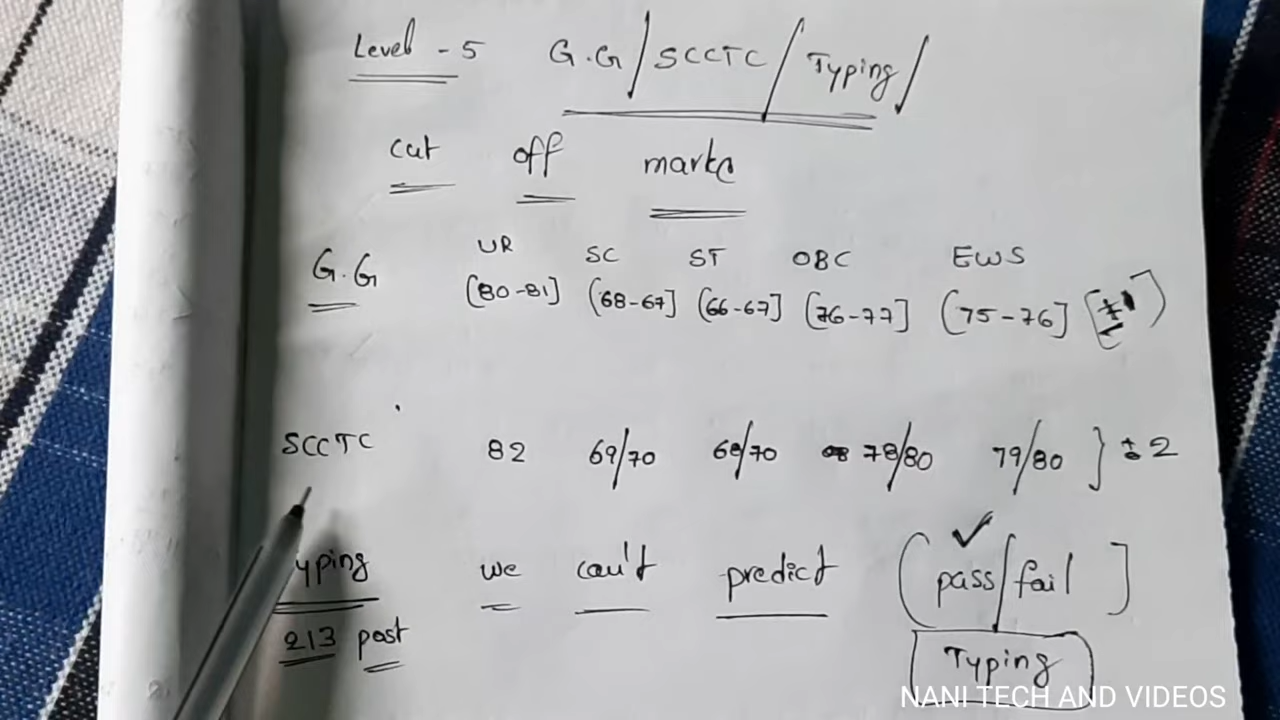 Level - 5 G.G/SCCTC/Typing/
cut off marks
UR SC ST OBC EWS
G.G [80-81] (68-67] (66-67] [76-77] (75-76]
SCCTC 82 69/70 68/70 78/80 79/80 } ± 2
yping we can't predict (pass/fail]
213 post Typing
NANI TECH AND VIDEOS